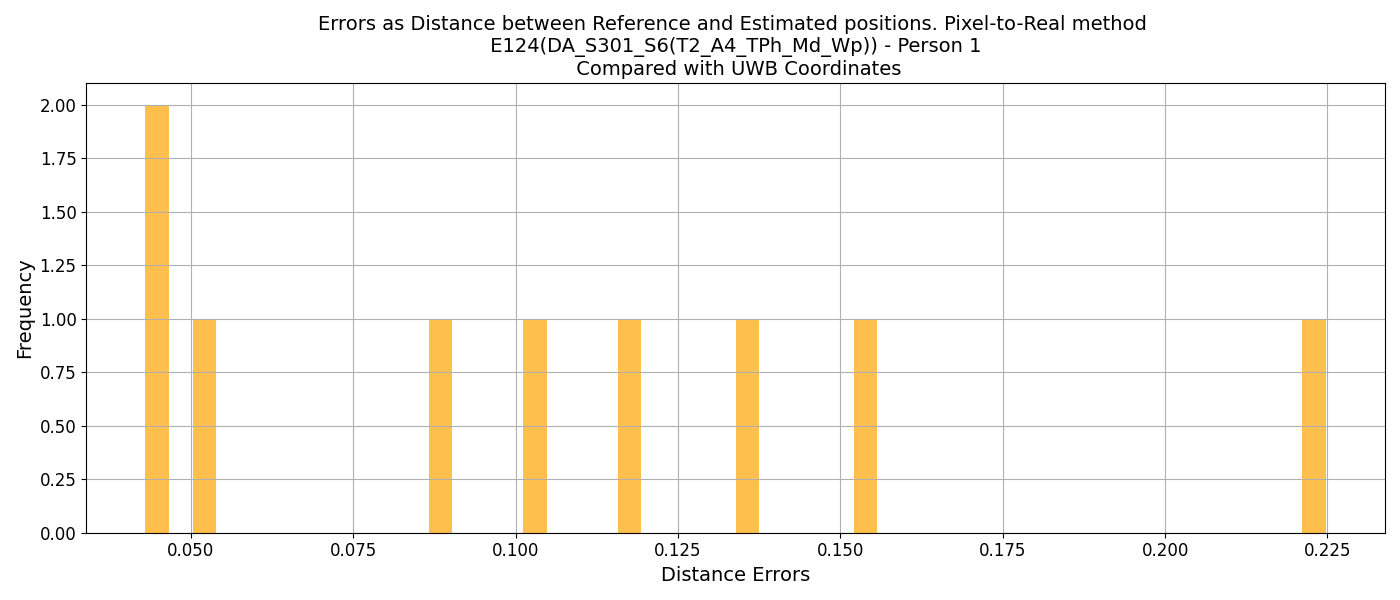 Errors as Distance between Reference and Estimated positions. Pixel-to-Real method
E124(DA_S301_S6(T2_A4_TPh_Md_Wp)) - Person 1
Compared with UWB Coordinates
2.00
1.75
1.50
1.25
1.00
0.75
0.50
0.25
0.00
Frequency
0.050 0.075 0.100 0.125 0.150 0.175 0.200 0.225
Distance Errors